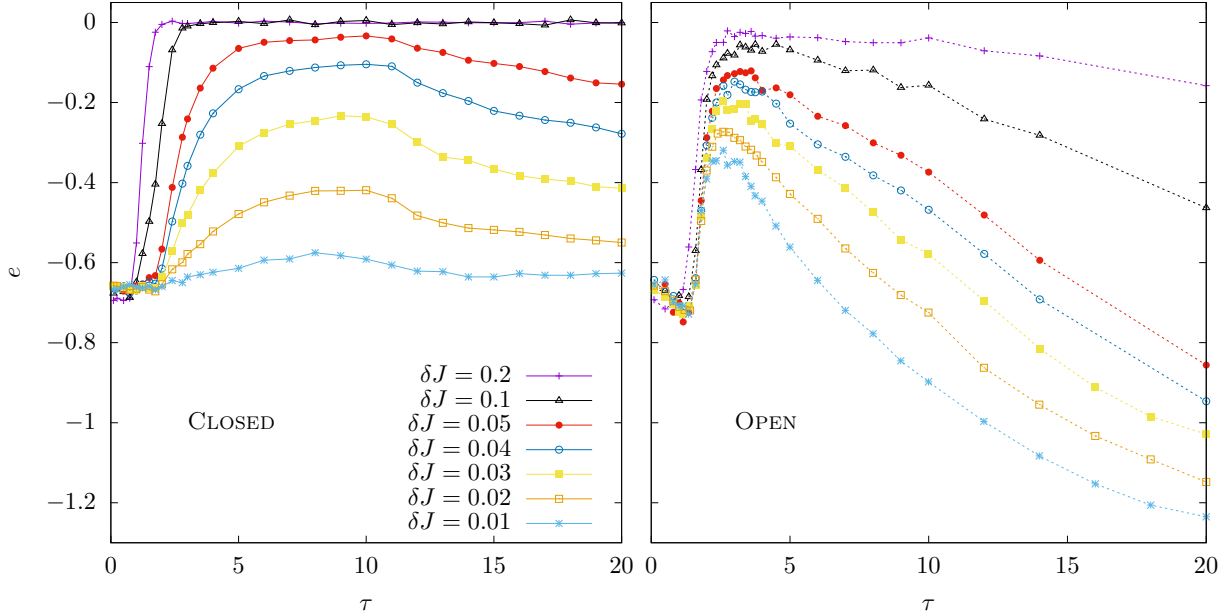 0
−0.2
−0.4
−0.6
−0.8
−1
−1.2
e
0 5 10 15 20
τ
CLOSED
δJ = 0.2
δJ = 0.1
δJ = 0.05
δJ = 0.04
δJ = 0.03
δJ = 0.02
δJ = 0.01
OPEN
0 5 10 15 20
τ